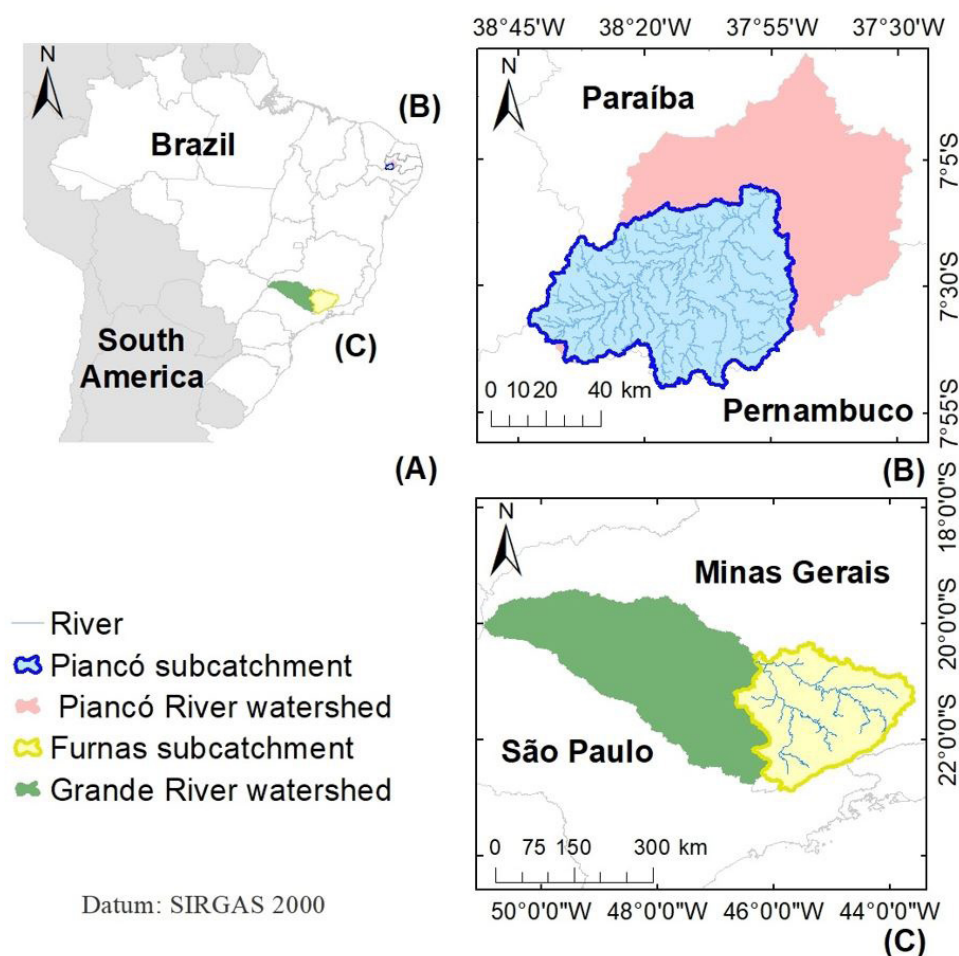 N
(B)
Brazil
South
America
(C)
(A)
38°45'W 38°20'W 37°55'W 37°30'W
N
Paraíba
7°5'S
7°30'S
0 10 20 40 km
Pernambuco
7°55'S
(B)
N
18°0'0"S
Minas Gerais
20°0'0"S
São Paulo
22°0'0"S
0 75 150 300 km
50°0'0"W 48°0'0"W 46°0'0"W 44°0'0"W
(C)
River
Piancó subcatchment
Piancó River watershed
Furnas subcatchment
Grande River watershed
Datum: SIRGAS 2000